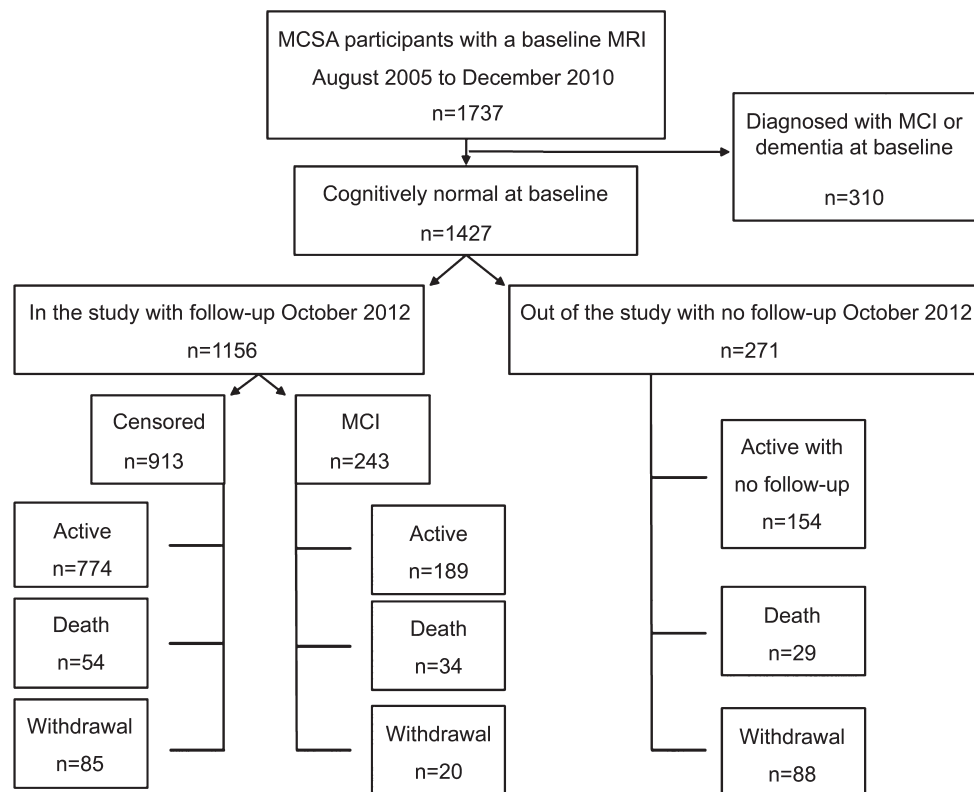 MCSA participants with a baseline MRI
August 2005 to December 2010
n=1737
Diagnosed with MCI or
dementia at baseline
n=310
Cognitively normal at baseline
n=1427
In the study with follow-up October 2012
n=1156
Out of the study with no follow-up October 2012
n=271
Censored
n=913
MCI
n=243
Active
n=774
Death
n=54
Withdrawal
n=85
Active
n=189
Death
n=34
Withdrawal
n=20
Active with
no follow-up
n=154
Death
n=29
Withdrawal
n=88